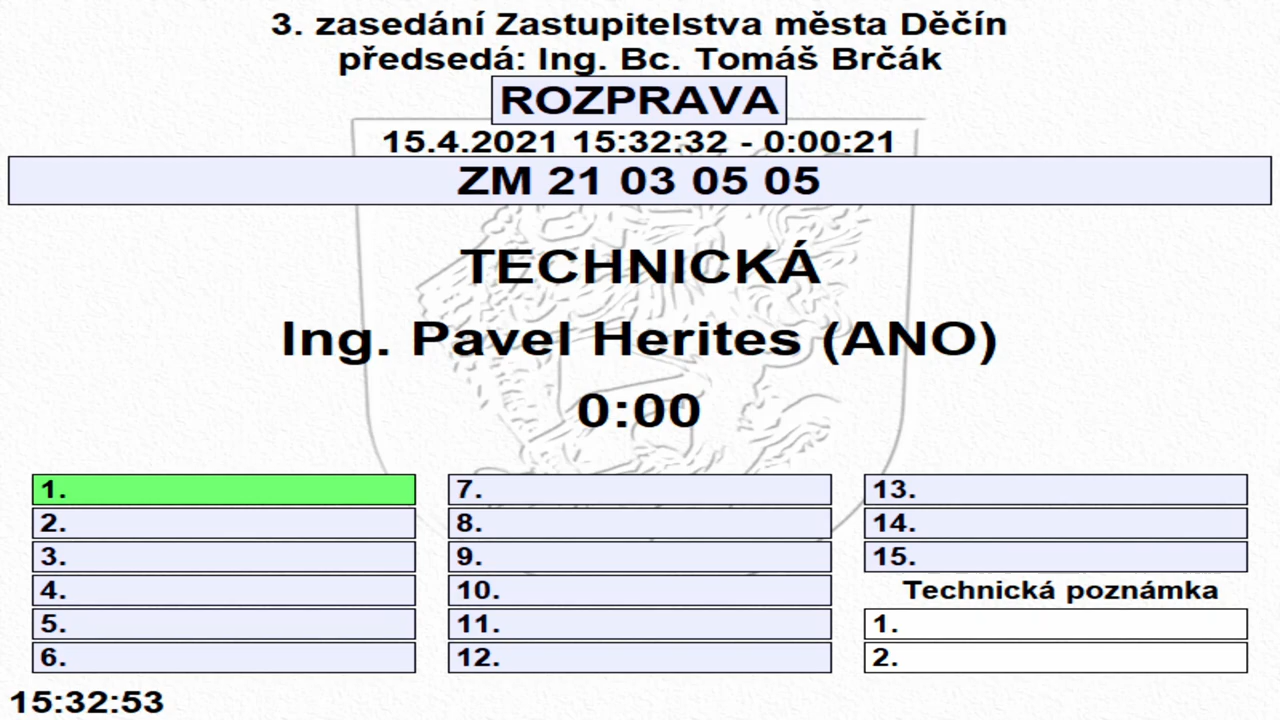 3. zasedání Zastupitelstva města Děčín
předsedá: Ing. Bc. Tomáš Brčák
ROZPRAVA
15.4.2021 15:32:32 - 0:00:21
ZM 21 03 05 05
TECHNICKÁ
Ing. Pavel Herites (ANO)
0:00
1.
2.
3.
4.
5.
6.
7.
8.
9.
10.
11.
12.
13.
14.
15.
Technická poznámka
1.
2.
15:32:53